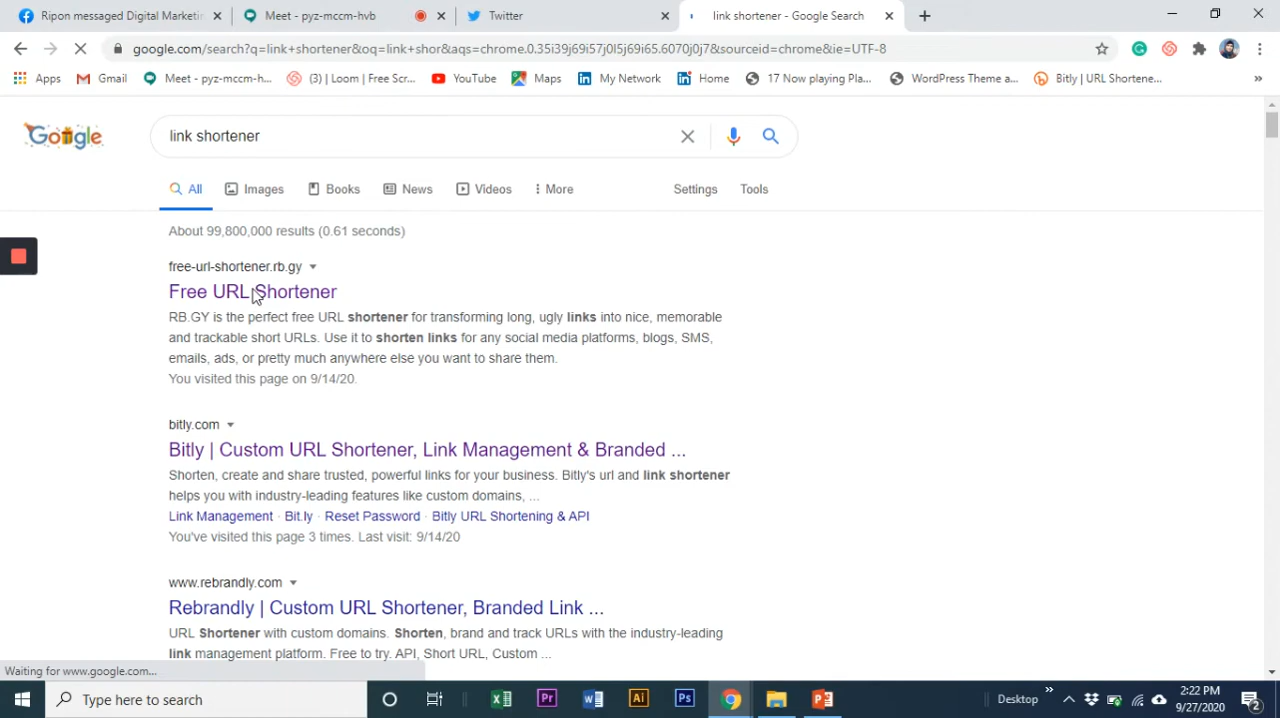 Ripon messaged Digital Marketin
Meet - pyz-mccm-hvb
Twitter
link shortener - Google Search
google.com/search?q=link+shortener&oq=link+shor&aqs=chrome.0.35i39j69i57j0l5j69i65.6070j0j7&sourceid=chrome&ie=UTF-8
Apps
Gmail
Meet - pyz-mccm-h...
(3) | Loom | Free Scr...
YouTube
Maps
My Network
Home
17 Now playing Pla...
WordPress Theme a...
Bitly | URL Shortene...
Google
link shortener
All
Images
Books
News
Videos
More
Settings
Tools
About 99,800,000 results (0.61 seconds)
free-url-shortener.rb.gy
Free URL Shortener
RB.GY is the perfect free URL shortener for transforming long, ugly links into nice, memorable
and trackable short URLs. Use it to shorten links for any social media platforms, blogs, SMS,
emails, ads, or pretty much anywhere else you want to share them.
You visited this page on 9/14/20.
bitly.com
Bitly | Custom URL Shortener, Link Management & Branded ...
Shorten, create and share trusted, powerful links for your business. Bitly's url and link shortener
helps you with industry-leading features like custom domains, ...
Link Management · Bit.ly · Reset Password · Bitly URL Shortening & API
You've visited this page 3 times. Last visit: 9/14/20
www.rebrandly.com
Rebrandly | Custom URL Shortener, Branded Link ...
URL Shortener with custom domains. Shorten, brand and track URLs with the industry-leading
link management platform. Free to try. API, Short URL, Custom ...
Waiting for www.google.com...
Type here to search
Pr
Ai
Ps
Desktop
2:22 PM
9/27/2020
2